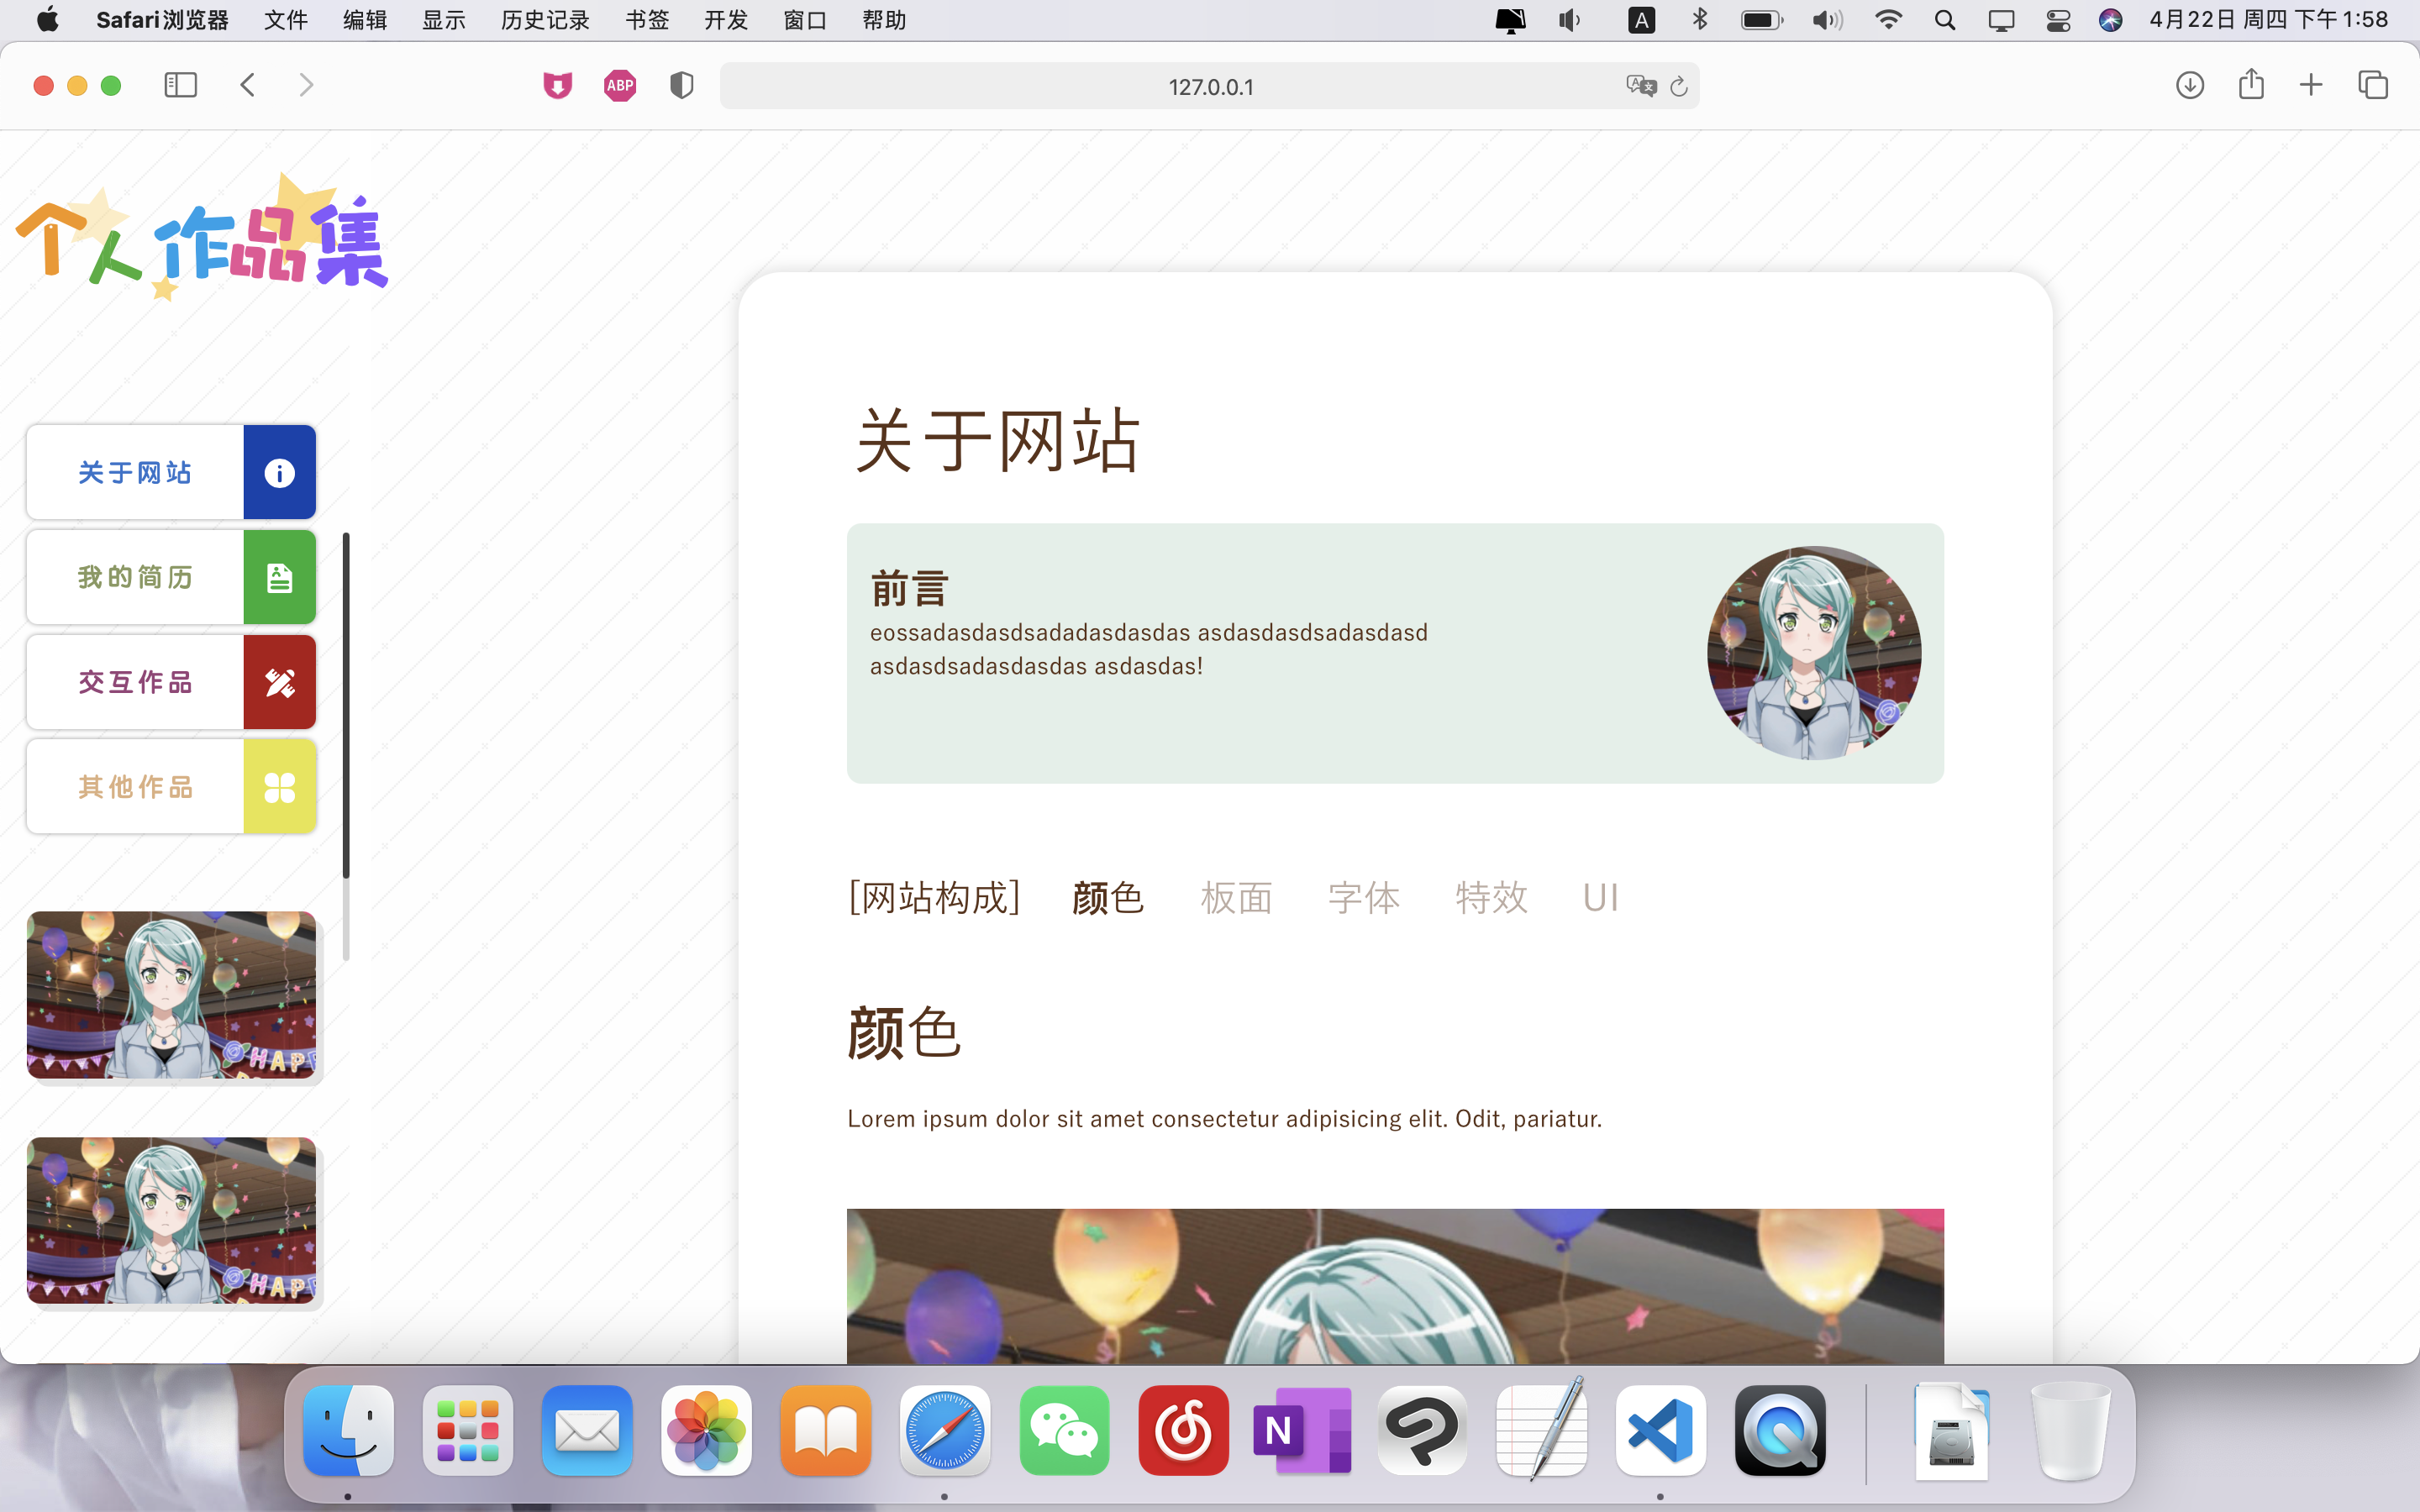 Safari浏览器 文件 编辑 显示 历史记录 书签 开发 窗口 帮助
A
4月22日 周四 下午1:58
ABP
127.0.0.1
个人作品集
关于网站
我的简历
交互作品
其他作品
HAPP
HAPP
关于网站
前言
eossadasdasdsadadasdasdas asdasdasdsadasdasd
asdasdsadasdasdas asdasdas!
[网站构成] 颜色 板面 字体 特效 UI
颜色
Lorem ipsum dolor sit amet consectetur adipisicing elit. Odit, pariatur.
N